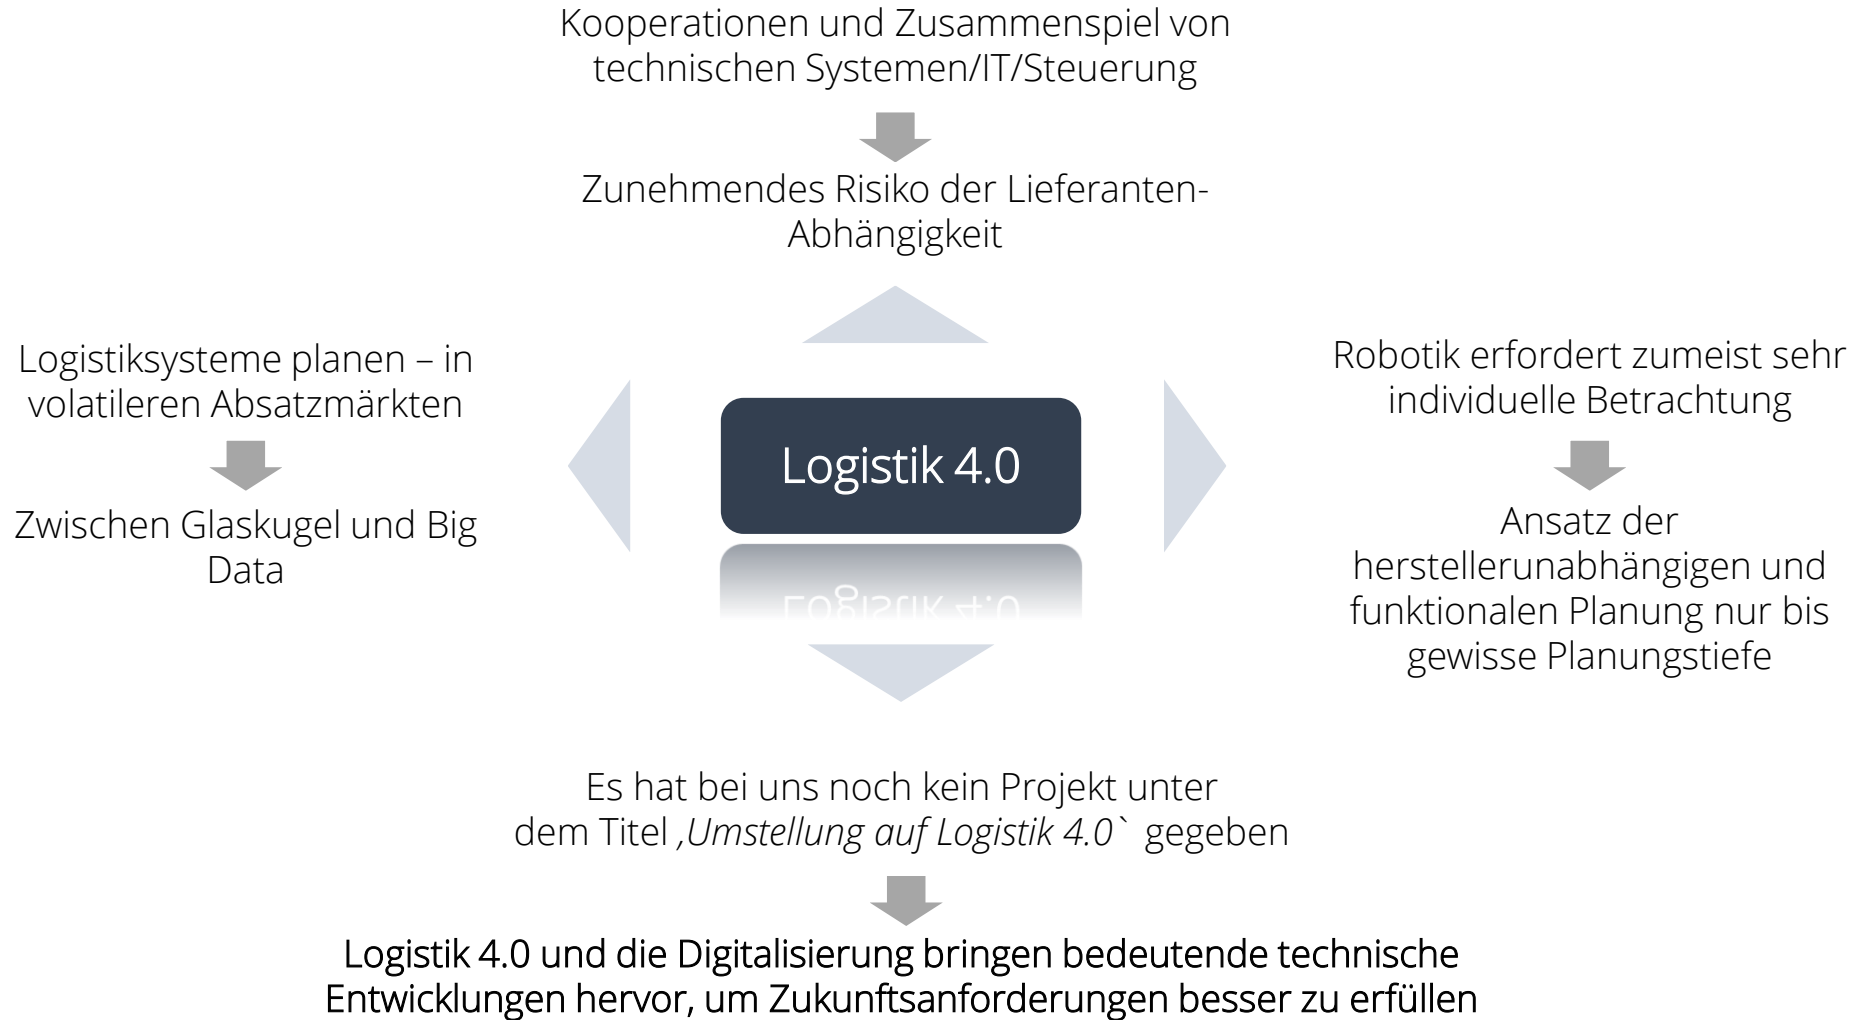 Kooperationen und Zusammenspiel von
technischen Systemen/IT/Steuerung
Zunehmendes Risiko der Lieferanten-
Abhängigkeit
Logistiksysteme planen – in
volatileren Absatzmärkten
Zwischen Glaskugel und Big
Data
Logistik 4.0
Robotik erfordert zumeist sehr
individuelle Betrachtung
Ansatz der
herstellerunabhängigen und
funktionalen Planung nur bis
gewisse Planungstiefe
Es hat bei uns noch kein Projekt unter
dem Titel ‚Umstellung auf Logistik 4.0` gegeben
Logistik 4.0 und die Digitalisierung bringen bedeutende technische
Entwicklungen hervor, um Zukunftsanforderungen besser zu erfüllen